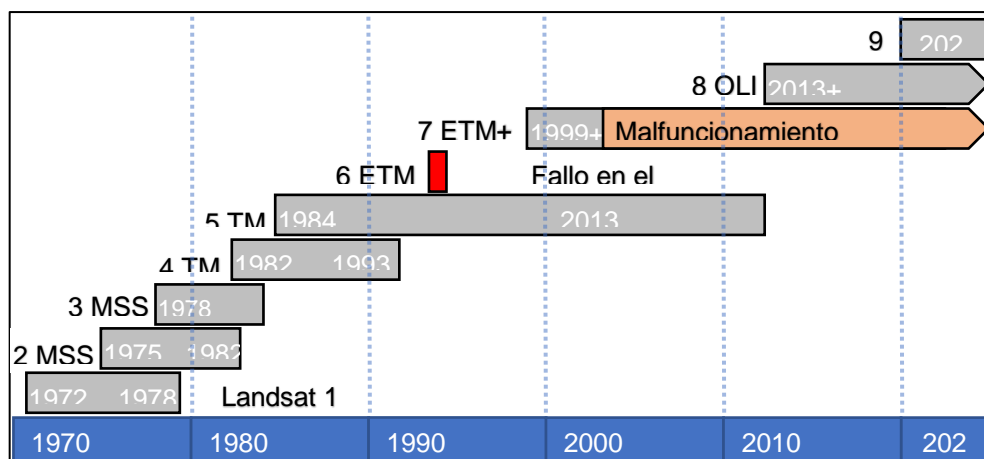 9 202
8 OLI 2013+
7 ETM+ 1999+ Malfuncionamiento
6 ETM Fallo en el
5 TM 1984 2013
4 TM 1982 1993
3 MSS 1978
2 MSS 1975 1982
1972 1978 Landsat 1
1970 1980 1990 2000 2010 202